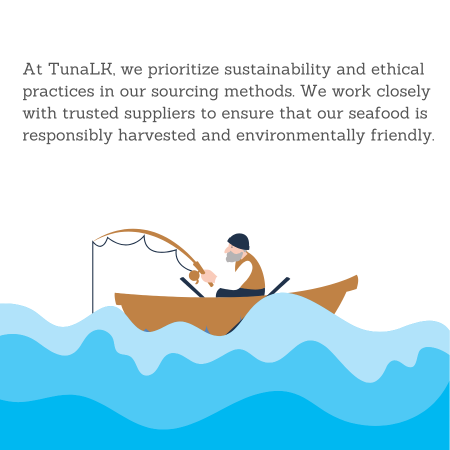 At TunaLK, we prioritize sustainability and ethical
practices in our sourcing methods. We work closely
with trusted suppliers to ensure that our seafood is
responsibly harvested and environmentally friendly.